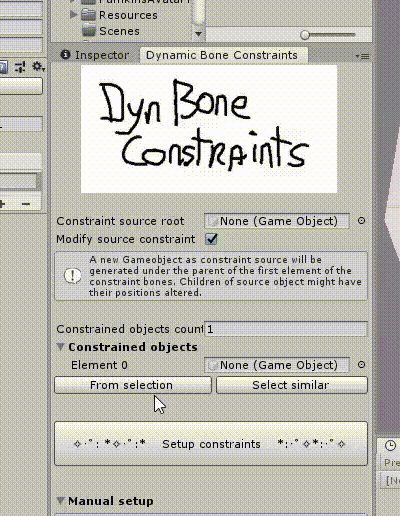 Resources
Scenes
Inspector
Dynamic Bone Constraints
Dyn Bone
Constraints
Constraint source root
None (Game Object)
Modify source constraint
A new Gameobject as constraint source will be
generated under the parent of the first element of the
constraint bones. Children of source object might have
their positions altered.
Constrained objects count
1
Constrained objects
Element 0
None (Game Object)
From selection
Select similar
✧･ﾟ: *✧･ﾟ:* Setup constraints *:･ﾟ✧*:･ﾟ✧
Manual setup